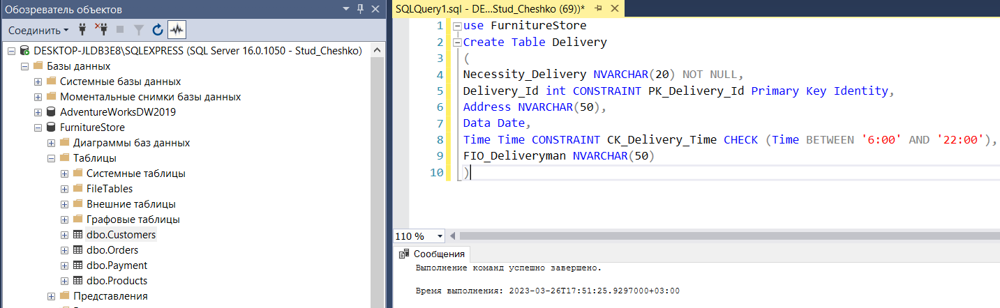 Обозреватель объектов
Соединить
DESKTOP-JLDB3E8\SQLEXPRESS (SQL Server 16.0.1050 - Stud_Cheshko)
Базы данных
Системные базы данных
Моментальные снимки базы данных
AdventureWorksDW2019
FurnitureStore
Диаграммы баз данных
Таблицы
Системные таблицы
FileTables
Внешние таблицы
Графовые таблицы
dbo.Customers
dbo.Orders
dbo.Payment
dbo.Products
Представления
SQLQuery1.sql - DE...Stud_Cheshko (69))*
1 use FurnitureStore
2 Create Table Delivery
3 (
4 Necessity_Delivery NVARCHAR(20) NOT NULL,
5 Delivery_Id int CONSTRAINT PK_Delivery_Id Primary Key Identity,
6 Address NVARCHAR(50),
7 Data Date,
8 Time Time CONSTRAINT CK_Delivery_Time CHECK (Time BETWEEN '6:00' AND '22:00'),
9 FIO_Deliveryman NVARCHAR(50)
10 )
110 %
Сообщения
Выполнение команд успешно завершено.
Время выполнения: 2023-03-26T17:51:25.9297000+03:00